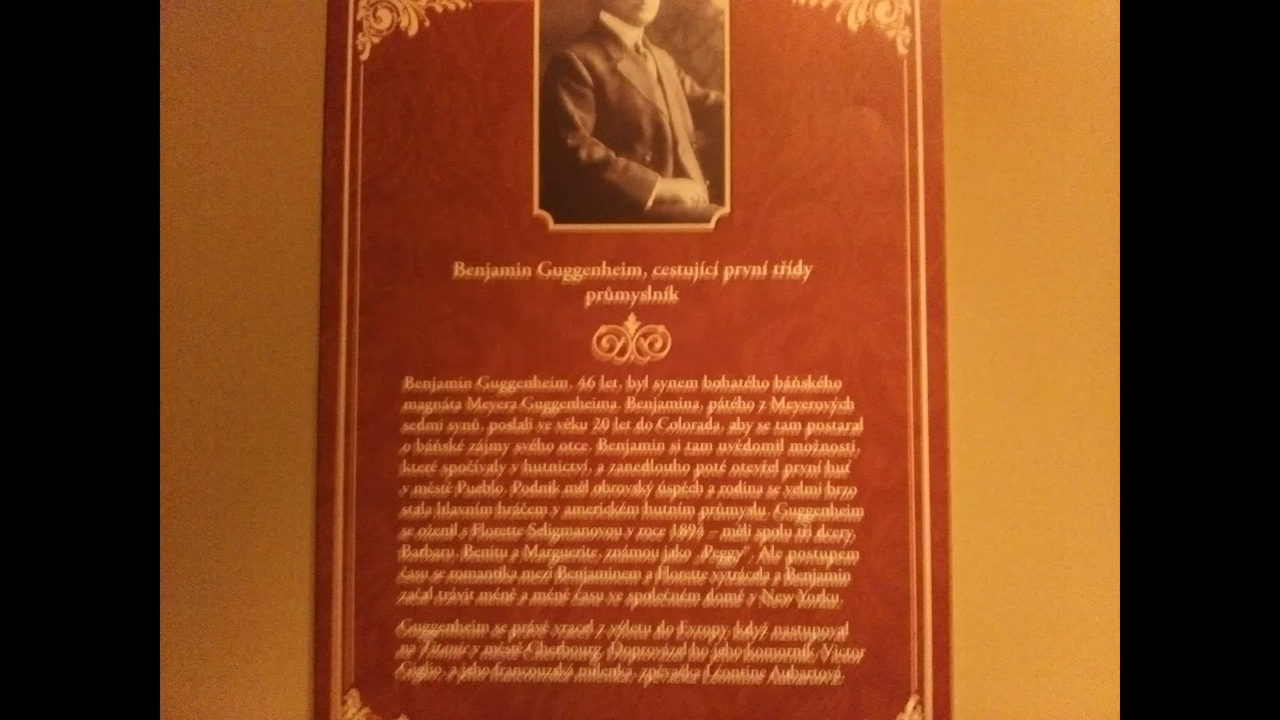 Benjamin Guggenheim, cestující první třídy
průmyslník
Benjamin Guggenheim, 46 let, byl synem bohatého báňského
magnáta Meyera Guggenheima. Benjamina, pátého z Meyerových
sedmi synů, poslali ve věku 20 let do Colorada, aby se tam postaral
o báňské zájmy svého otce. Benjamin si tam uvědomil možnosti,
které spočívaly v hutnictví, a zanedlouho poté otevřel první huť
v městě Pueblo. Podnik měl obrovský úspěch a rodina se velmi brzo
stala hlavním hráčem v americkém hutním průmyslu. Guggenheim
se oženil s Florette Seligmanovou v roce 1894 – měli spolu tři dcery,
Barbaru, Benitu a Marguerite, známou jako „Peggy“. Ale postupem
času se romantika mezi Benjaminem a Florette vytrácela a Benjamin
začal trávit méně a méně času ve společném domě v New Yorku.
Guggenheim se právě vracel z výletu do Evropy, když nastupoval
na Titanic v městě Cherbourg. Doprovázel ho jeho komorník, Victor
Giglio, a jeho francouzská milenka, zpěvačka Léontine Aubartová.